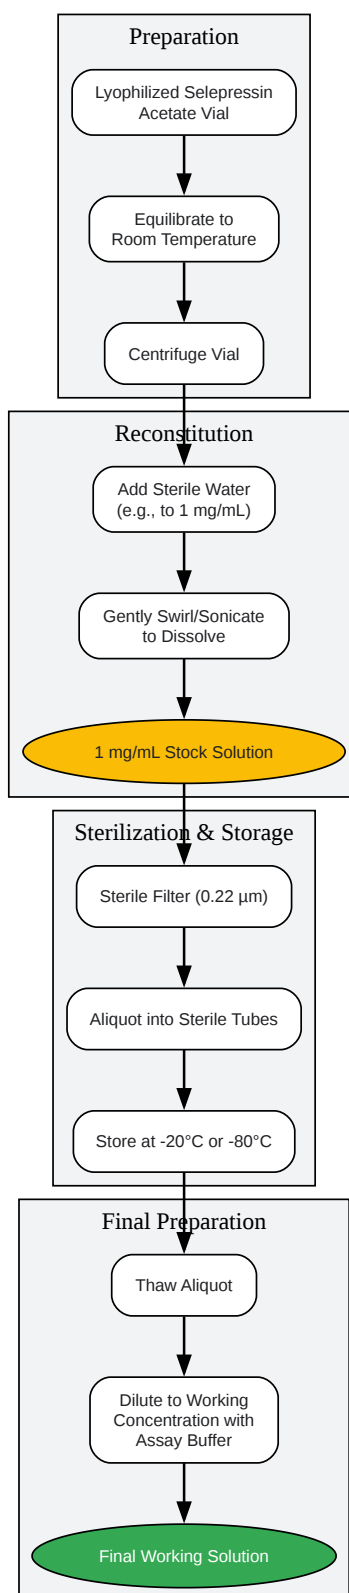 Preparation
Lyophilized Selepressin
Acetate Vial
Equilibrate to
Room Temperature
Centrifuge Vial
Reconstitution
Add Sterile Water
(e.g., to 1 mg/mL)
Gently Swirl/Sonicate
to Dissolve
1 mg/mL Stock Solution
Sterilization & Storage
Sterile Filter (0.22 µm)
Aliquot into Sterile Tubes
Store at -20°C or -80°C
Final Preparation
Thaw Aliquot
Dilute to Working
Concentration with
Assay Buffer
Final Working Solution